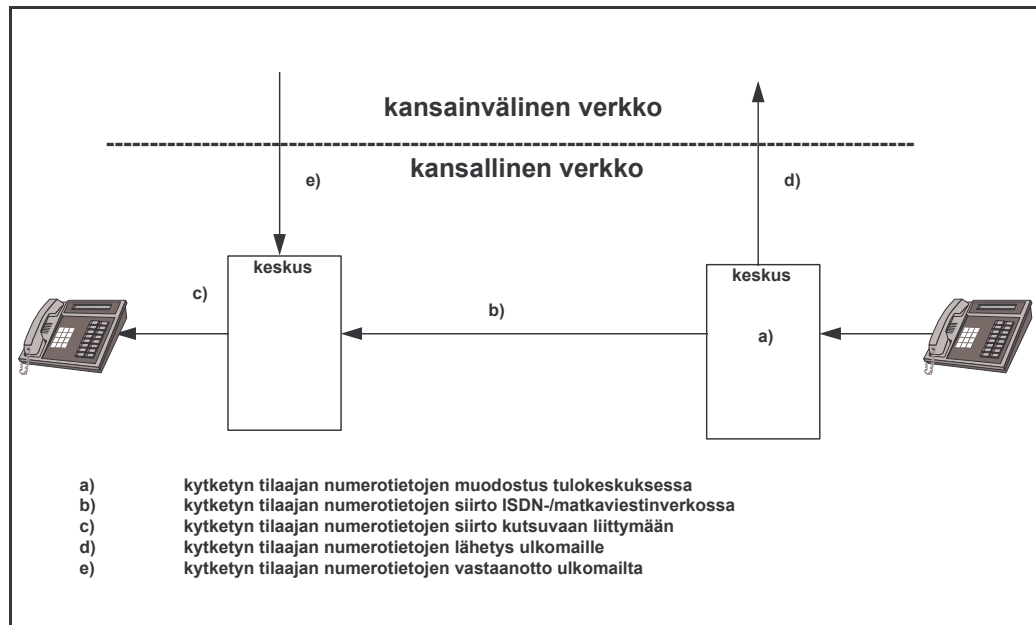 kansainvälinen verkko
kansallinen verkko
e)
d)
keskus
keskus
c)
b)
a)
a) kytketyn tilaajan numerotietojen muodostus tulokeskuksessa
b) kytketyn tilaajan numerotietojen siirto ISDN-/matkaviestinverkossa
c) kytketyn tilaajan numerotietojen siirto kutsuvaan liittymään
d) kytketyn tilaajan numerotietojen lähetys ulkomaille
e) kytketyn tilaajan numerotietojen vastaanotto ulkomailta